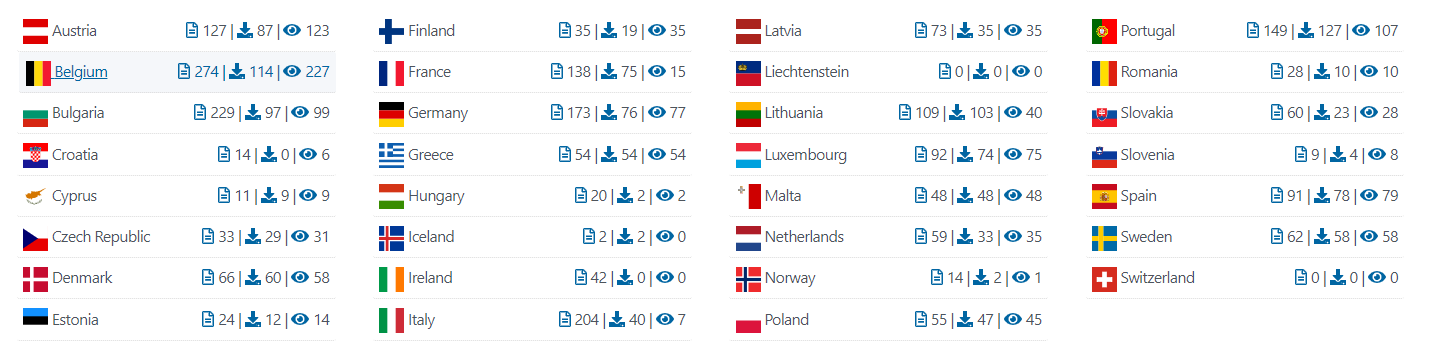 Austria 127 | 87 | 123
Belgium 274 | 114 | 227
Bulgaria 229 | 97 | 99
Croatia 14 | 0 | 6
Cyprus 11 | 9 | 9
Czech Republic 33 | 29 | 31
Denmark 66 | 60 | 58
Estonia 24 | 12 | 14
Finland 35 | 19 | 35
France 138 | 75 | 15
Germany 173 | 76 | 77
Greece 54 | 54 | 54
Hungary 20 | 2 | 2
Iceland 2 | 2 | 0
Ireland 42 | 0 | 0
Italy 204 | 40 | 7
Latvia 73 | 35 | 35
Liechtenstein 0 | 0 | 0
Lithuania 109 | 103 | 40
Luxembourg 92 | 74 | 75
Malta 48 | 48 | 48
Netherlands 59 | 33 | 35
Norway 14 | 2 | 1
Poland 55 | 47 | 45
Portugal 149 | 127 | 107
Romania 28 | 10 | 10
Slovakia 60 | 23 | 28
Slovenia 9 | 4 | 8
Spain 91 | 78 | 79
Sweden 62 | 58 | 58
Switzerland 0 | 0 | 0